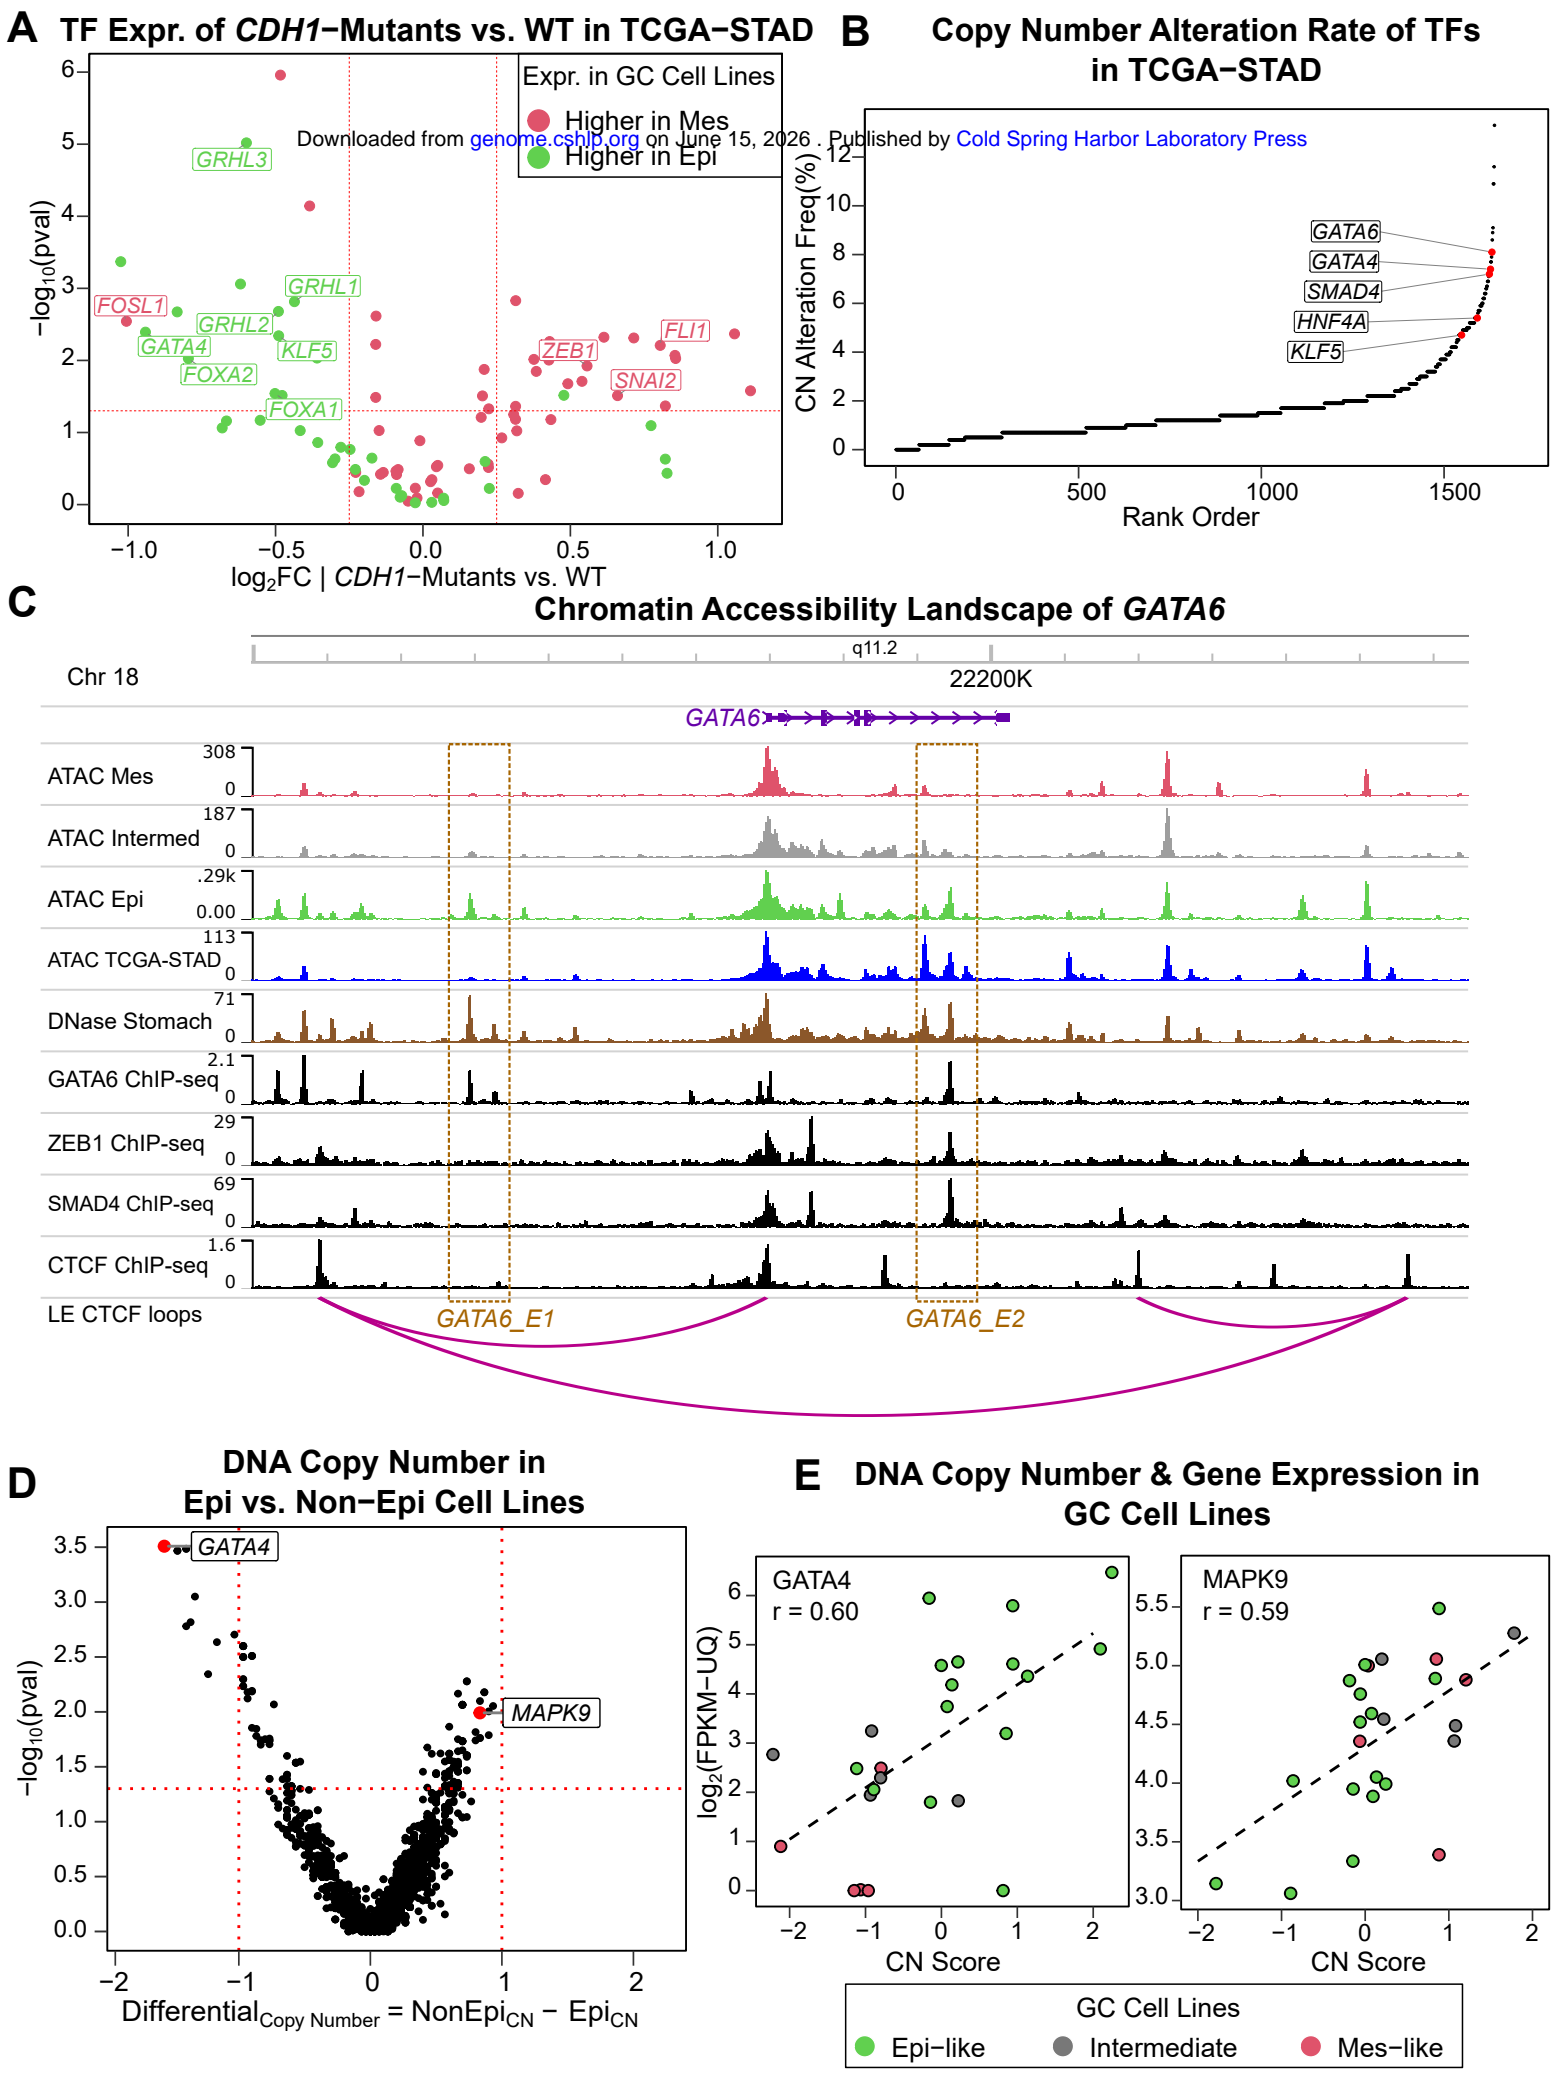 A
TF Expr. of CDH1−Mutants vs. WT in TCGA−STAD
Expr. in GC Cell Lines
Higher in Mes
Higher in Epi
Downloaded from genome.cshlp.org on June 15, 2026 . Published by Cold Spring Harbor Laboratory Press
GRHL3
GRHL1
FOSL1
GRHL2
GATA4
KLF5
FOXA2
FOXA1
FLI1
ZEB1
SNAI2
−log10(pval)
6
5
4
3
2
1
0
−1.0
−0.5
0.0
0.5
1.0
log2FC | CDH1−Mutants vs. WT
B
Copy Number Alteration Rate of TFs
in TCGA−STAD
CN Alteration Freq(%)
12
10
8
6
4
2
0
GATA6
GATA4
SMAD4
HNF4A
KLF5
0
500
1000
1500
Rank Order
C
Chromatin Accessibility Landscape of GATA6
q11.2
Chr 18
22200K
GATA6
ATAC Mes
308
0
ATAC Intermed
187
0
ATAC Epi
.29k
0.00
ATAC TCGA-STAD
113
0
DNase Stomach
71
0
GATA6 ChIP-seq
2.1
0
ZEB1 ChIP-seq
29
0
SMAD4 ChIP-seq
69
0
CTCF ChIP-seq
1.6
0
LE CTCF loops
GATA6_E1
GATA6_E2
D
DNA Copy Number in
Epi vs. Non−Epi Cell Lines
−log10(pval)
3.5
3.0
2.5
2.0
1.5
1.0
0.5
0.0
GATA4
MAPK9
−2
−1
0
1
2
DifferentialCopy Number = NonEpiCN − EpiCN
E
DNA Copy Number & Gene Expression in
GC Cell Lines
log2(FPKM−UQ)
GATA4
r = 0.60
6
5
4
3
2
1
0
−2
−1
0
1
2
CN Score
MAPK9
r = 0.59
5.5
5.0
4.5
4.0
3.5
3.0
−2
−1
0
1
2
CN Score
GC Cell Lines
Epi−like
Intermediate
Mes−like